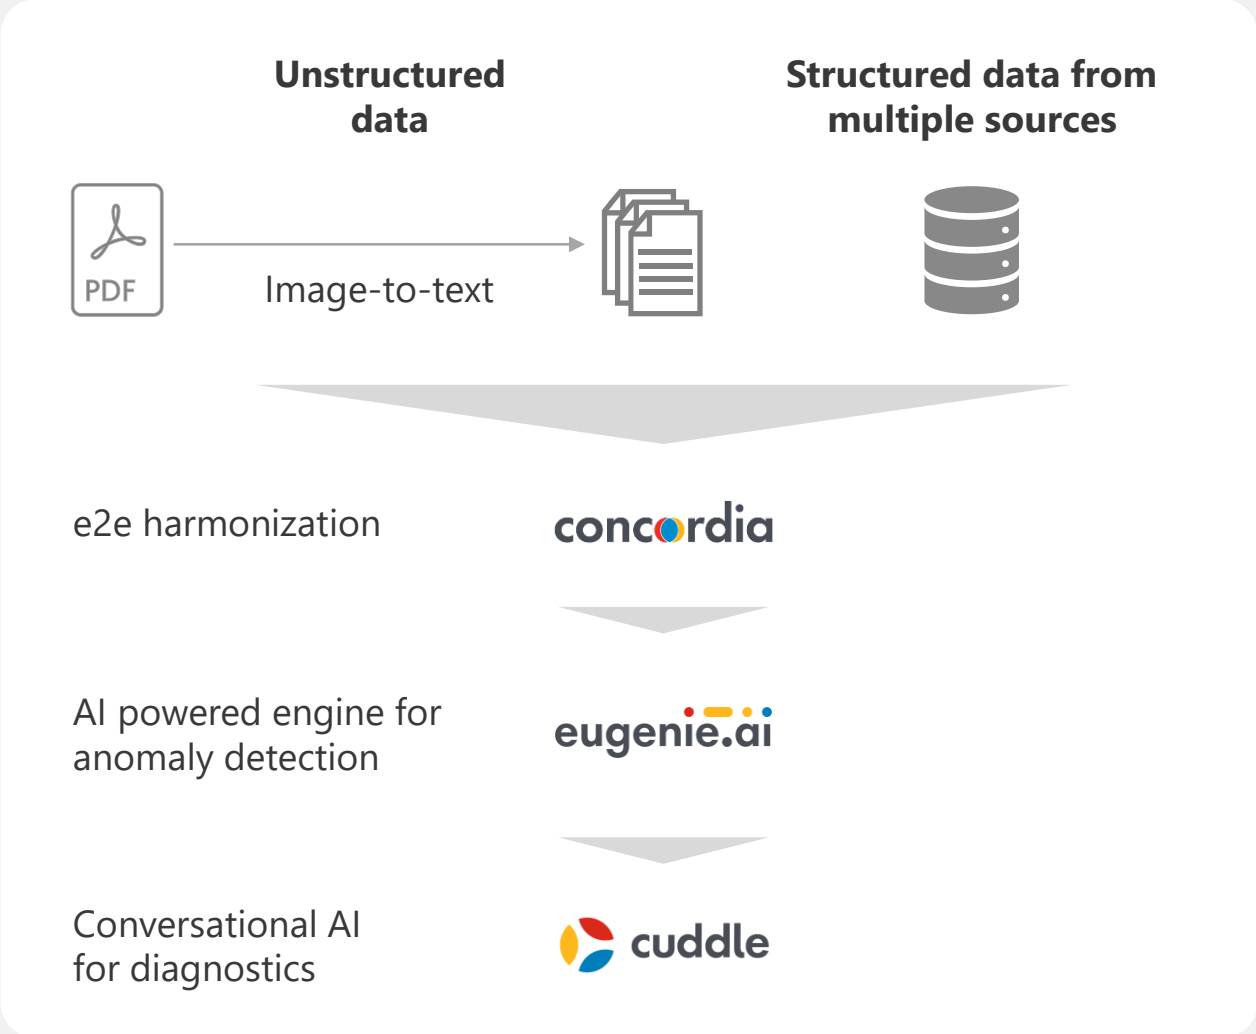 Unstructured
data
Structured data from
multiple sources
PDF
Image-to-text
e2e harmonization
concordia
AI powered engine for
anomaly detection
eugenie.ai
Conversational AI
for diagnostics
cuddle